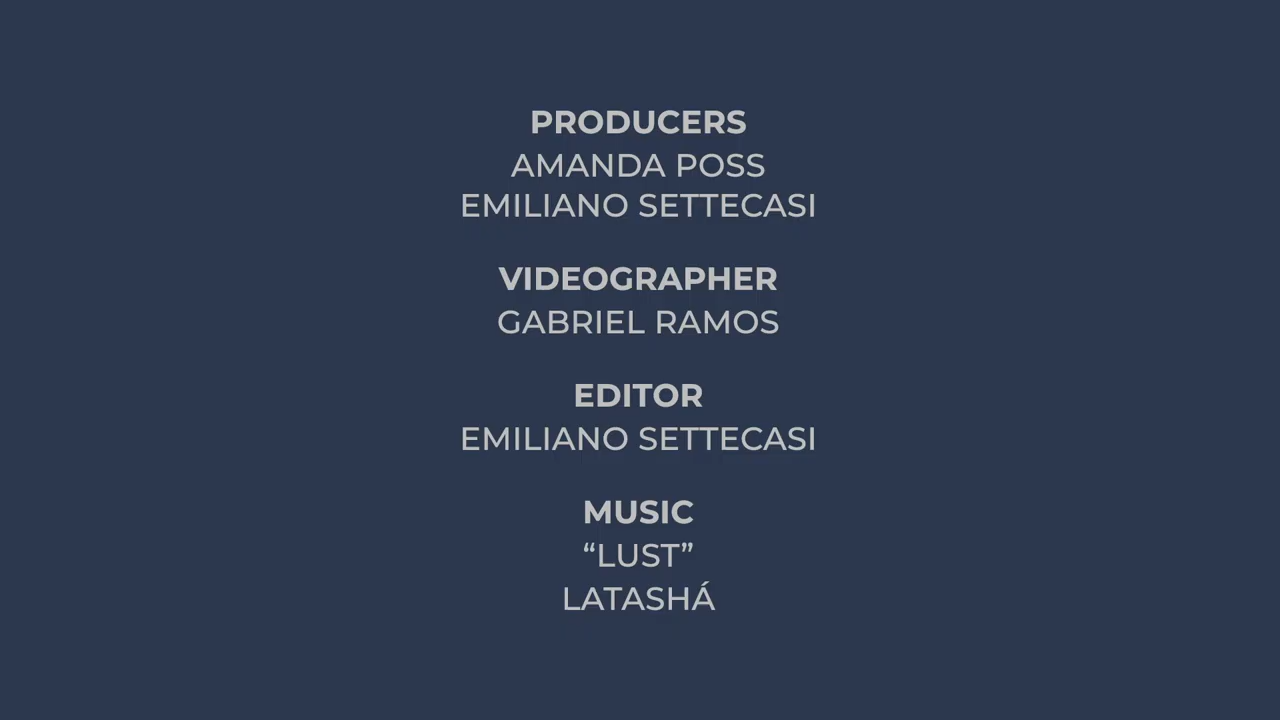 PRODUCERS
AMANDA POSS
EMILIANO SETTECASI
VIDEOGRAPHER
GABRIEL RAMOS
EDITOR
EMILIANO SETTECASI
MUSIC
“LUST”
LATASHÁ